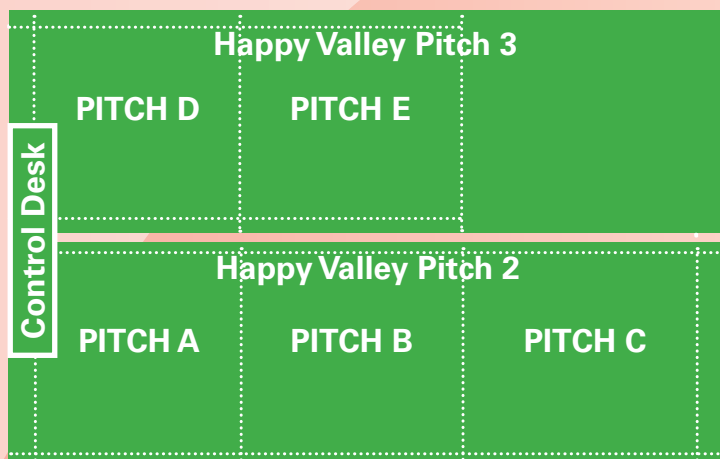 Happy Valley Pitch 3
PITCH D
PITCH E
Control Desk
Happy Valley Pitch 2
PITCH A
PITCH B
PITCH C